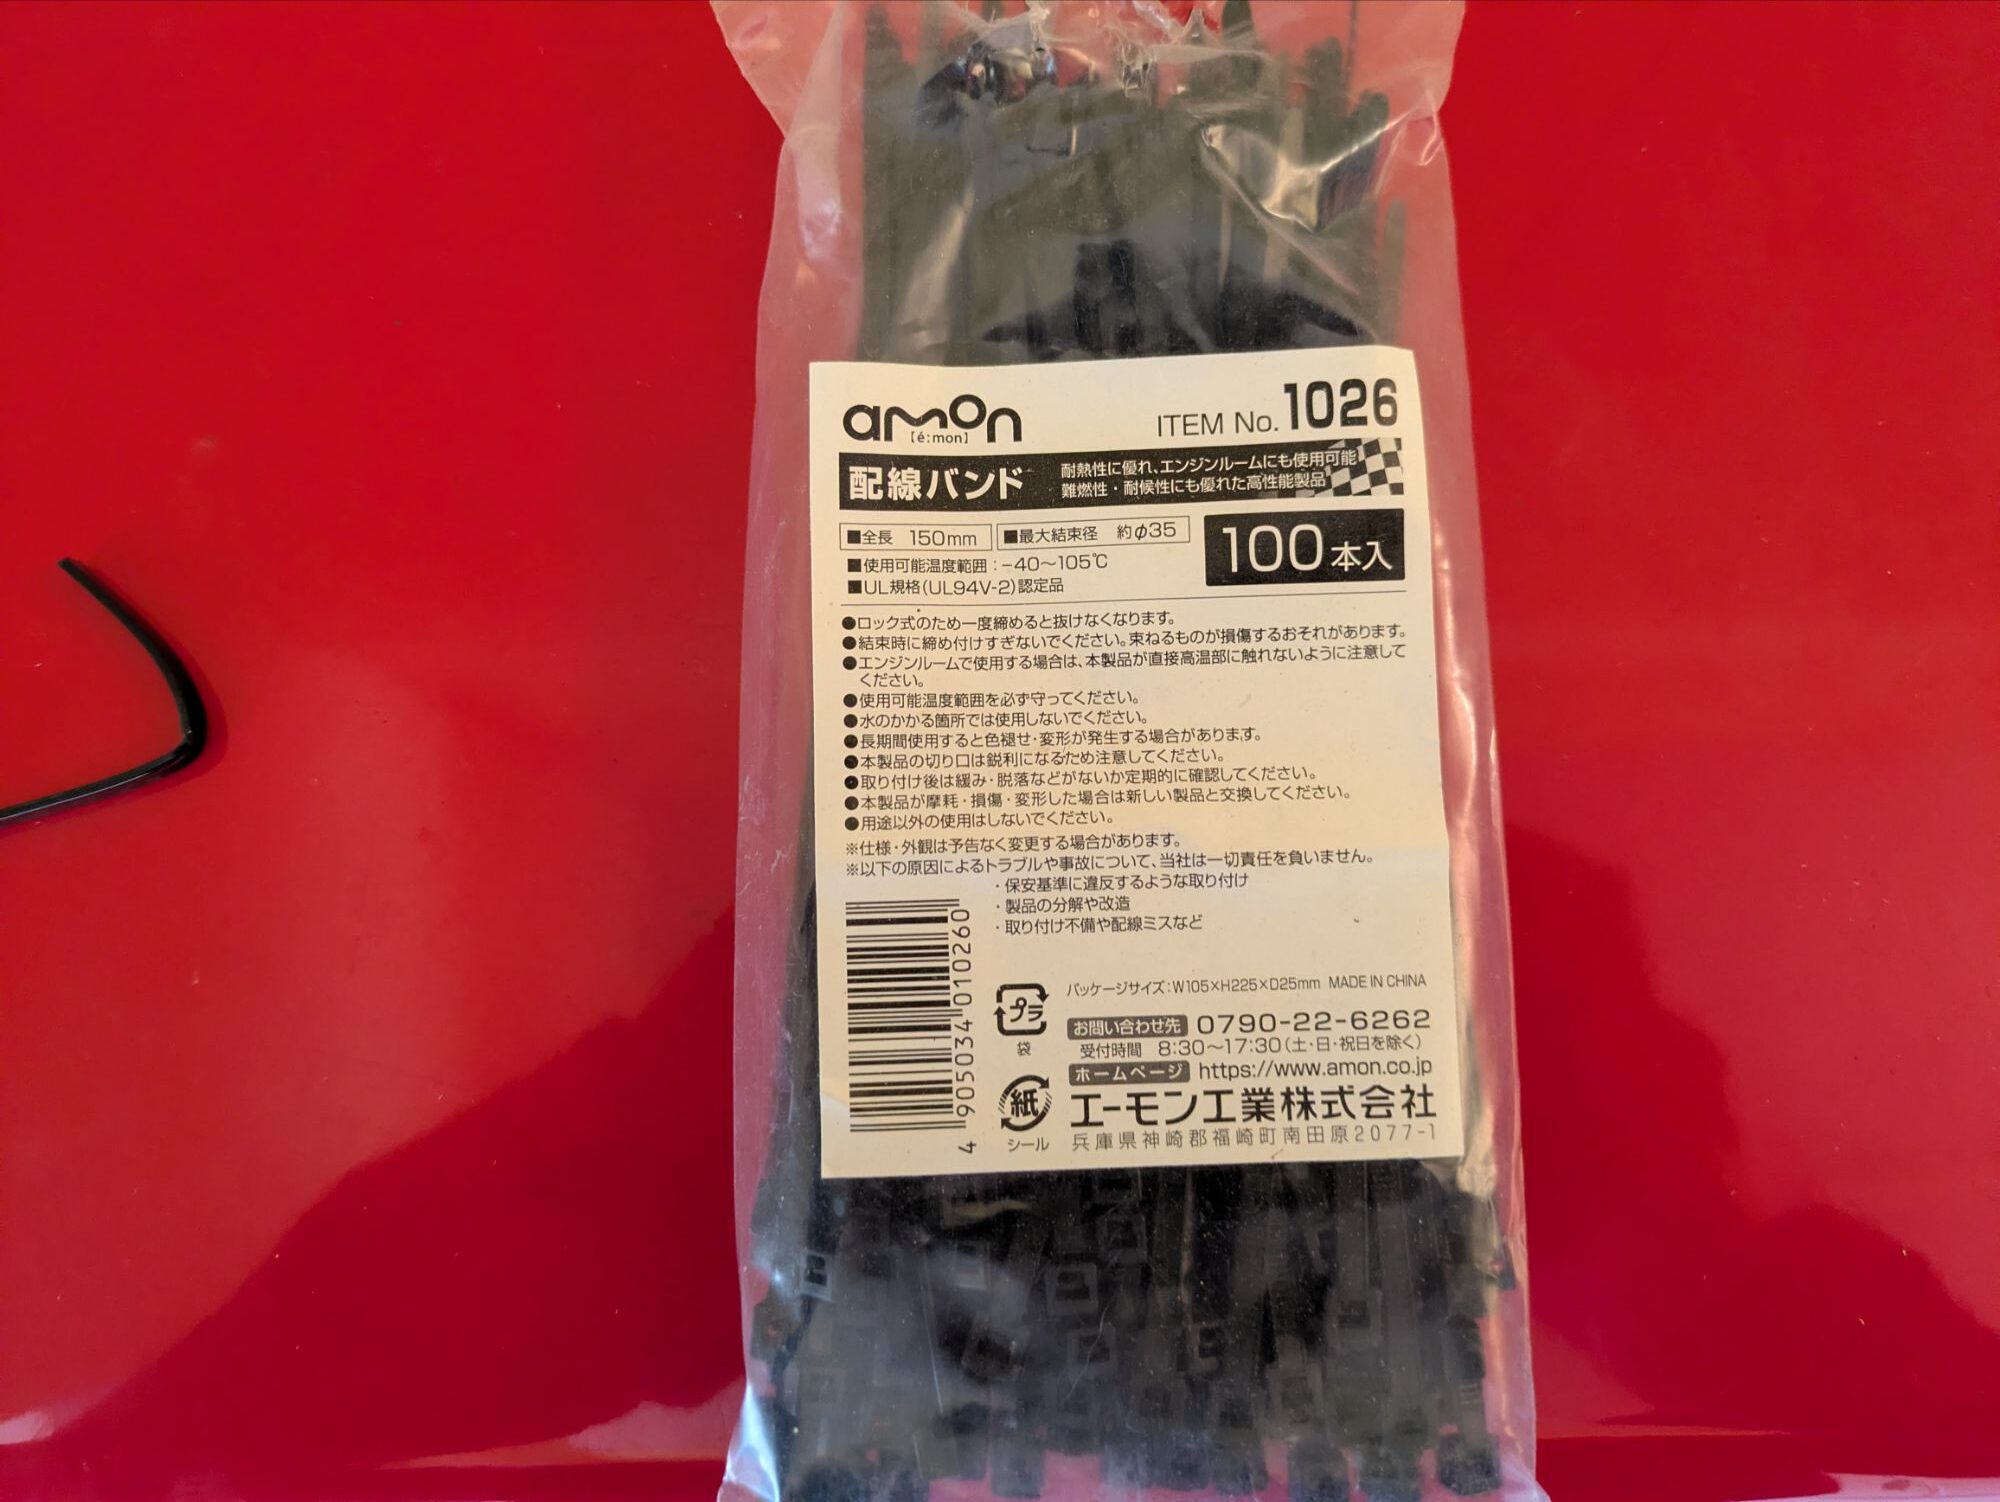 amon
[é:mon]
ITEM No. 1026
配線バンド
耐熱性に優れ、エンジンルームにも使用可能
難燃性・耐候性にも優れた高性能製品
■全長 150mm
■最大結束径 約φ35
100本入
■使用可能温度範囲：−40〜105℃
■UL規格(UL94V-2)認定品
●ロック式のため一度締めると抜けなくなります。
●結束時に締め付けすぎないでください。束ねるものが損傷するおそれがあります。
●エンジンルームで使用する場合は、本製品が直接高温部に触れないように注意して
ください。
●使用可能温度範囲を必ず守ってください。
●水のかかる箇所では使用しないでください。
●長期間使用すると色褪せ・変形が発生する場合があります。
●本製品の切り口は鋭利になるため注意してください。
●取り付け後は緩み・脱落などがないか定期的に確認してください。
●本製品が摩耗・損傷・変形した場合は新しい製品と交換してください。
●用途以外の使用はしないでください。
※仕様・外観は予告なく変更する場合があります。
※以下の原因によるトラブルや事故について、当社は一切責任を負いません。
・保安基準に違反するような取り付け
・製品の分解や改造
・取り付け不備や配線ミスなど
4 905034 010260
プラ
袋
紙
シール
パッケージサイズ：W105×H225×D25mm MADE IN CHINA
お問い合わせ先 0790-22-6262
受付時間 8:30〜17:30(土・日・祝日を除く)
ホームページ https://www.amon.co.jp
エーモン工業株式会社
兵庫県神崎郡福崎町南田原2077-1